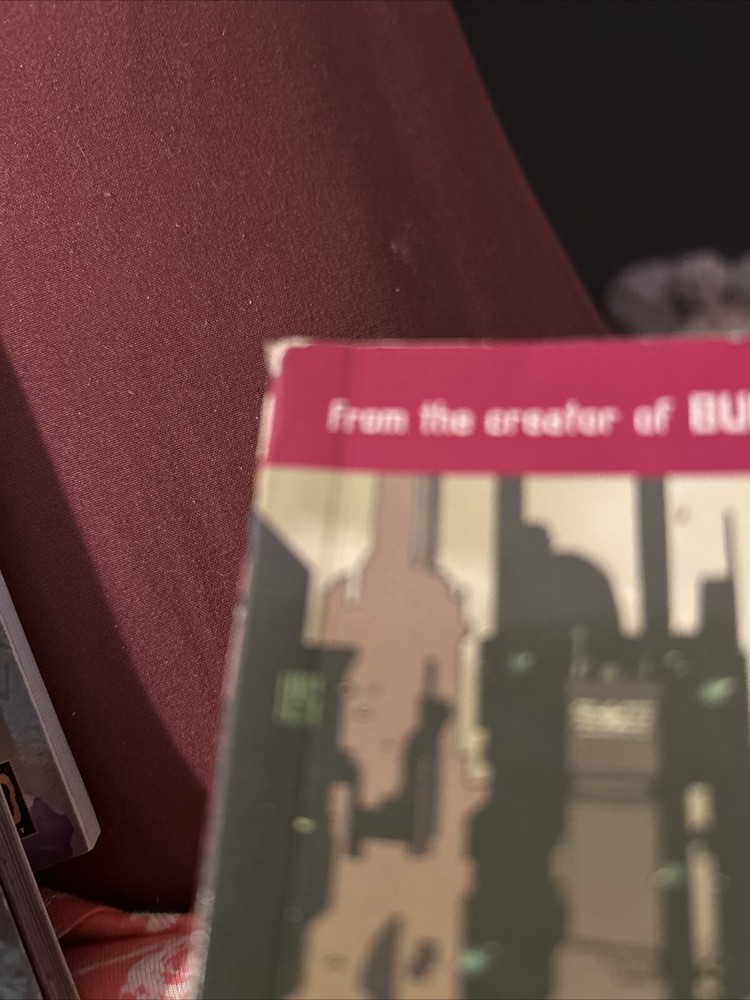 From the creator of BU